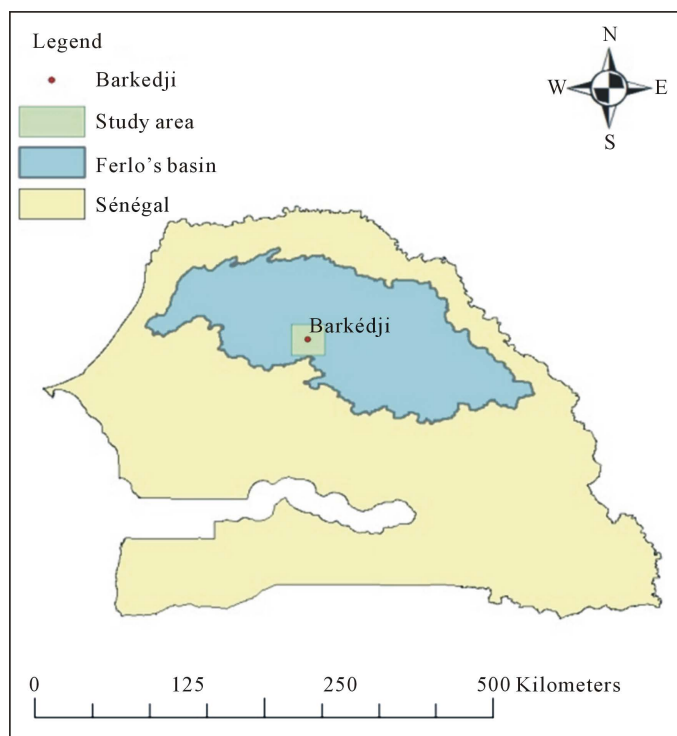 Legend
Barkedji
Study area
Ferlo's basin
Sénégal
N
W E
S
Barkédji
0 125 250 500 Kilometers